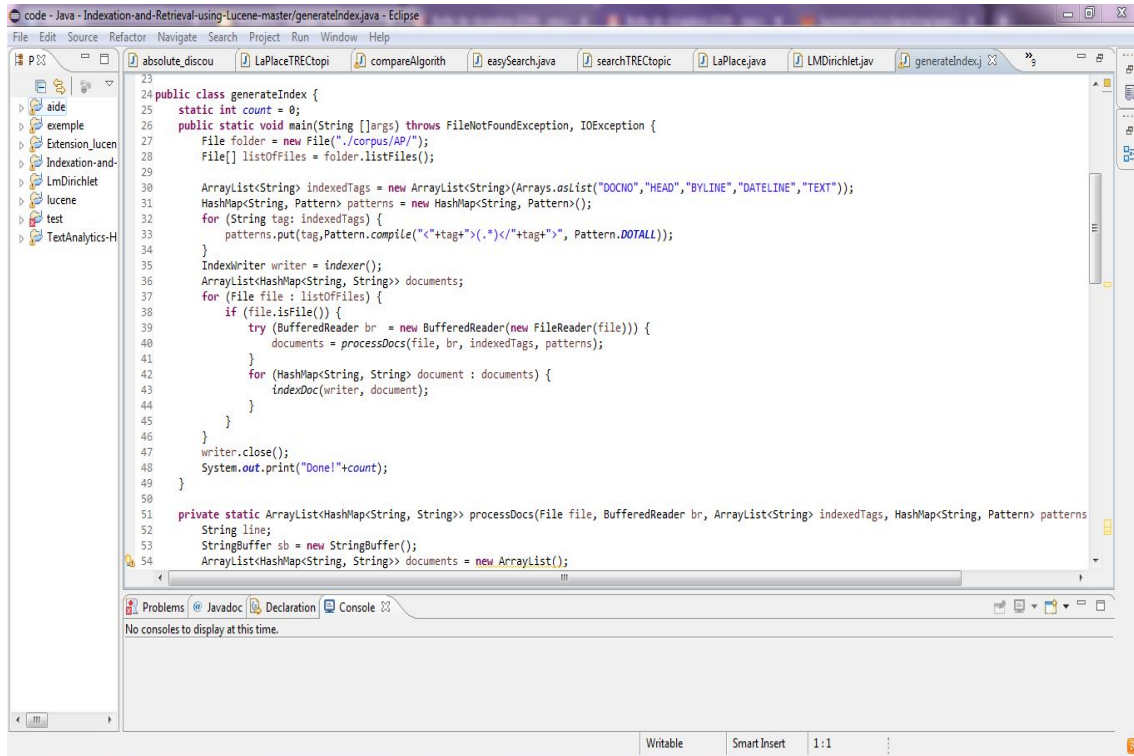 code - Java - Indexation-and-Retrieval-using-Lucene-master/generateIndex.java - Eclipse
File Edit Source Refactor Navigate Search Project Run Window Help
P
absolute_discou LaPlaceTRECtopi compareAlgorith easySearch.java searchTRECtopic LaPlace.java LMDirichlet.jav generateIndex.j »9
aide
exemple
Extension_lucen
Indexation-and-
LmDirichlet
lucene
test
TextAnalytics-H
23
24 public class generateIndex {
25 static int count = 0;
26 public static void main(String []args) throws FileNotFoundException, IOException {
27 File folder = new File("./corpus/AP/");
28 File[] listOfFiles = folder.listFiles();
29
30 ArrayList<String> indexedTags = new ArrayList<String>(Arrays.asList("DOCNO","HEAD","BYLINE","DATELINE","TEXT"));
31 HashMap<String, Pattern> patterns = new HashMap<String, Pattern>();
32 for (String tag: indexedTags) {
33 patterns.put(tag,Pattern.compile("<"+tag+">(.*)</"+tag+">", Pattern.DOTALL));
34 }
35 IndexWriter writer = indexer();
36 ArrayList<HashMap<String, String>> documents;
37 for (File file : listOfFiles) {
38 if (file.isFile()) {
39 try (BufferedReader br = new BufferedReader(new FileReader(file))) {
40 documents = processDocs(file, br, indexedTags, patterns);
41 }
42 for (HashMap<String, String> document : documents) {
43 indexDoc(writer, document);
44 }
45 }
46 }
47 writer.close();
48 System.out.print("Done!"+count);
49 }
50
51 private static ArrayList<HashMap<String, String>> processDocs(File file, BufferedReader br, ArrayList<String> indexedTags, HashMap<String, Pattern> patterns
52 String line;
53 StringBuffer sb = new StringBuffer();
54 ArrayList<HashMap<String, String>> documents = new ArrayList();
Problems @ Javadoc Declaration Console
No consoles to display at this time.
Writable Smart Insert 1:1